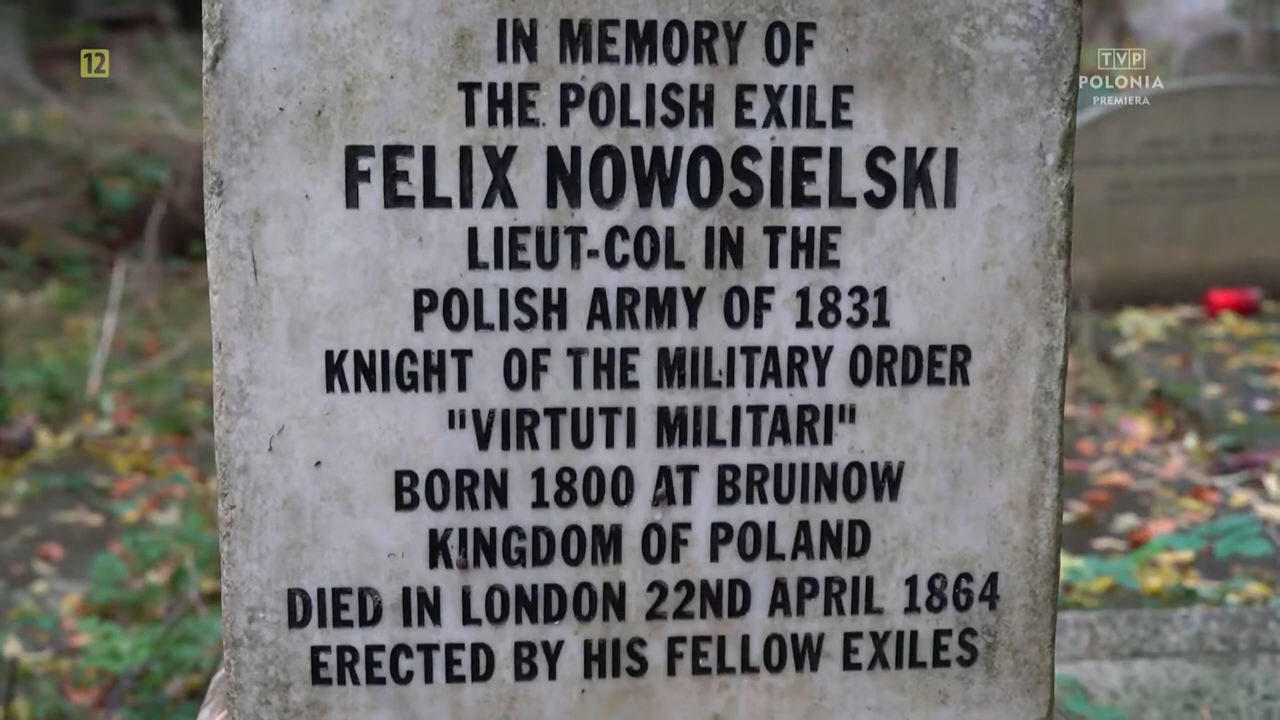 12
TVP
POLONIA
PREMIERA
IN MEMORY OF
THE POLISH EXILE
FELIX NOWOSIELSKI
LIEUT-COL IN THE
POLISH ARMY OF 1831
KNIGHT OF THE MILITARY ORDER
"VIRTUTI MILITARI"
BORN 1800 AT BRUINOW
KINGDOM OF POLAND
DIED IN LONDON 22ND APRIL 1864
ERECTED BY HIS FELLOW EXILES